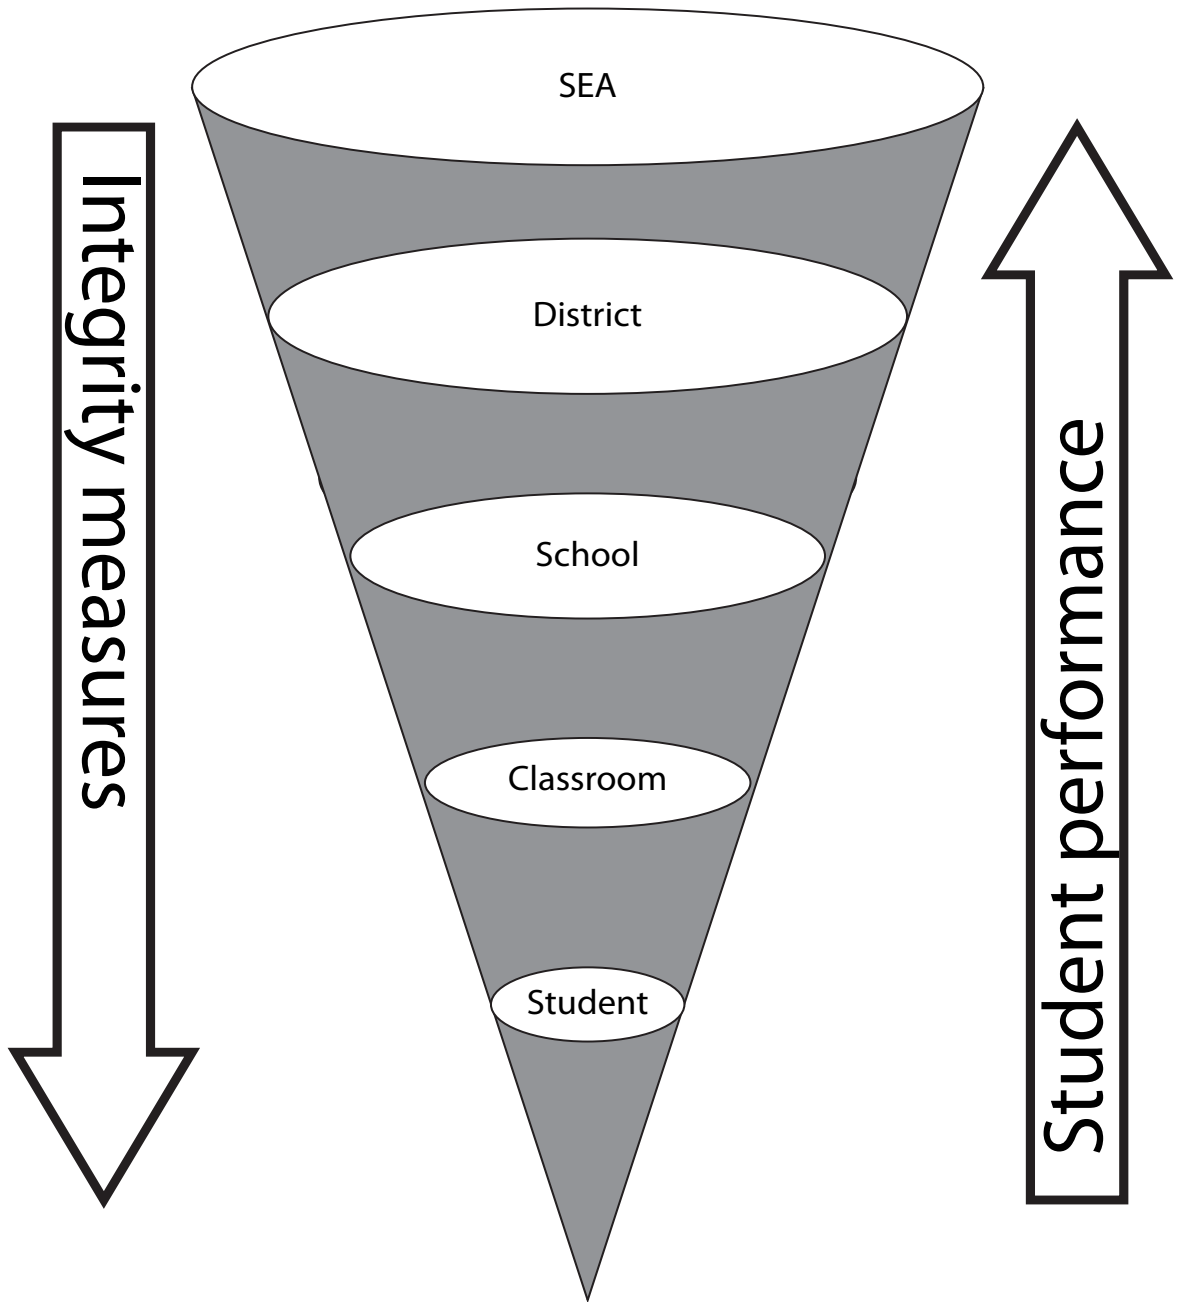 SEA
District
School
Classroom
Student
Integrity measures
Student performance